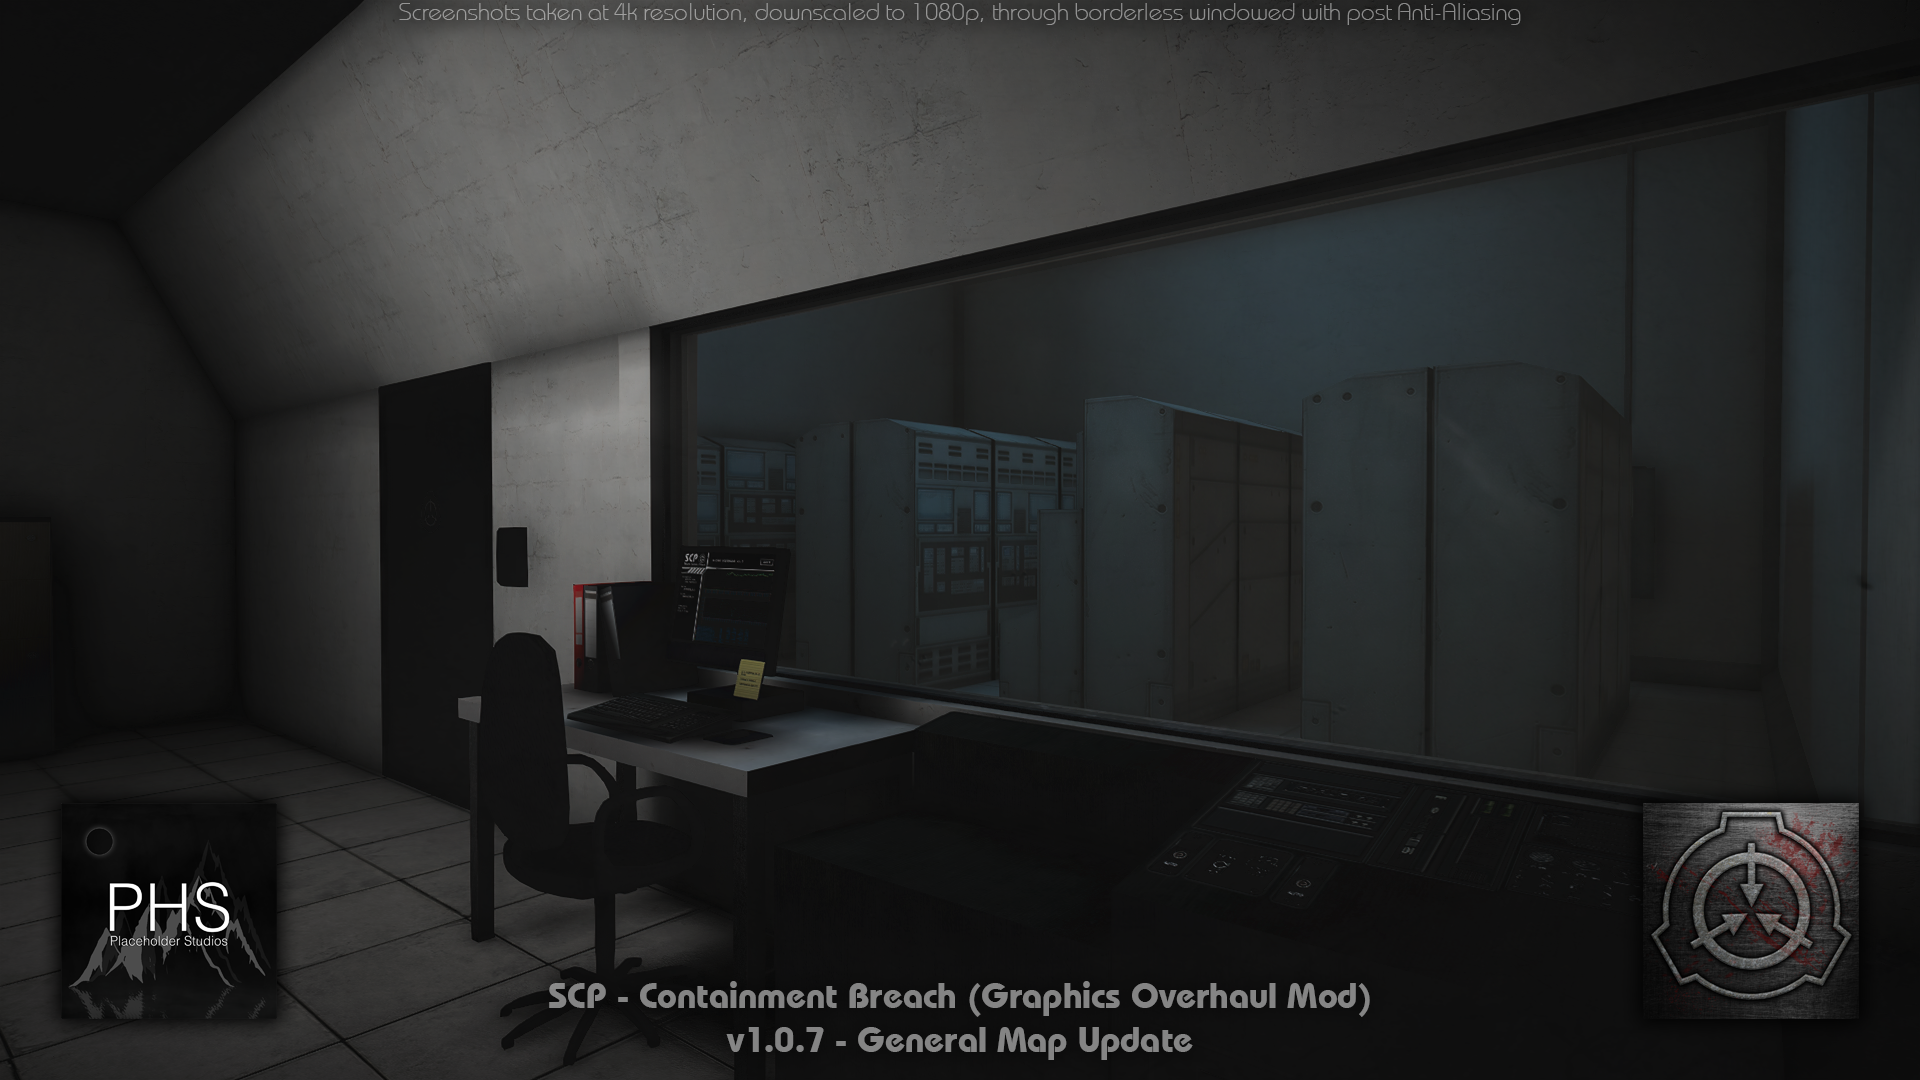 Screenshots taken at 4k resolution, downscaled to 1080p, through borderless windowed with post Anti-Aliasing
SCP
PHS
Placeholder Studios
SCP - Containment Breach (Graphics Overhaul Mod)
v1.0.7 - General Map Update